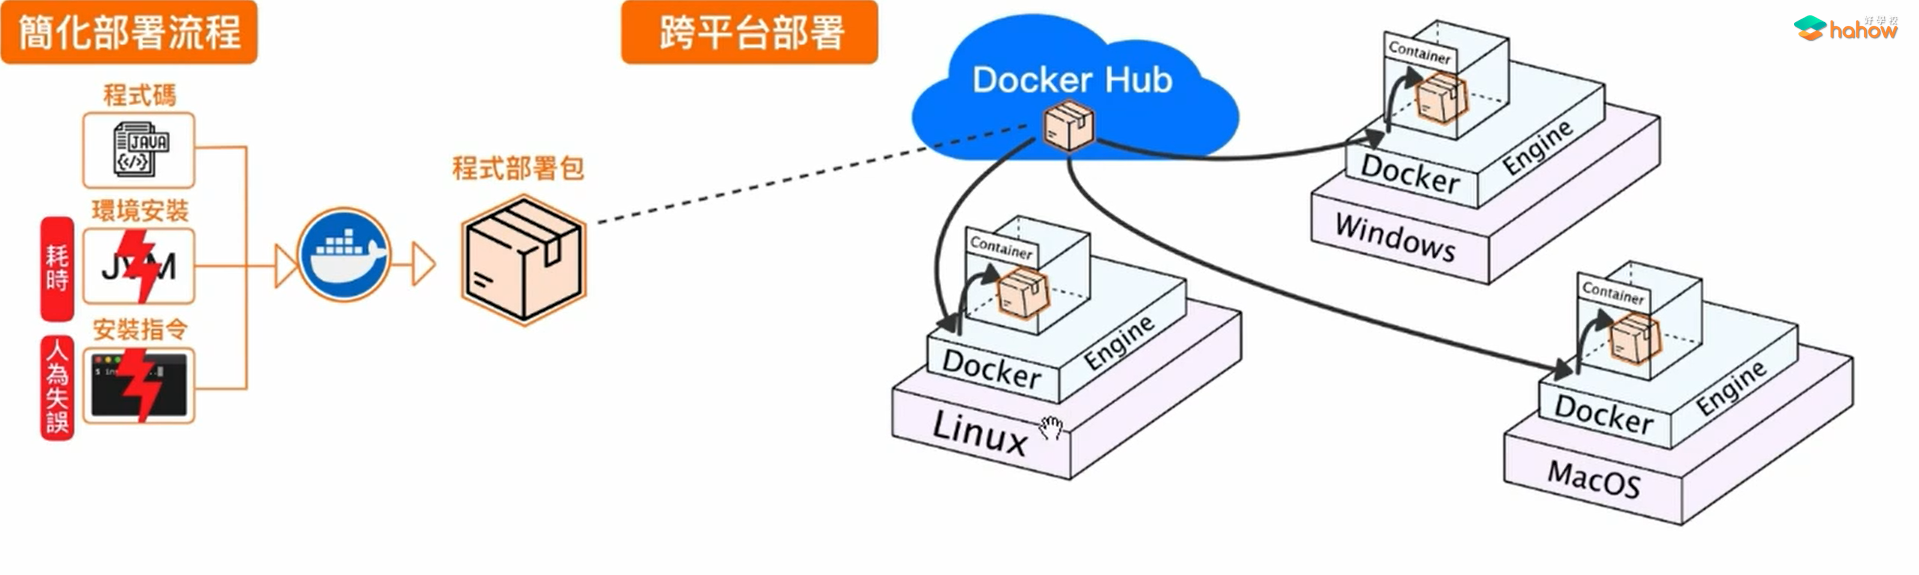 簡化部署流程
程式碼
JAVA
</>
環境安裝
耗時
JVM
安裝指令
人為失誤
程式部署包
跨平台部署
Docker Hub
Container
Docker Engine
Linux
Container
Docker Engine
Windows
Container
Docker Engine
MacOS
好學校
hahow